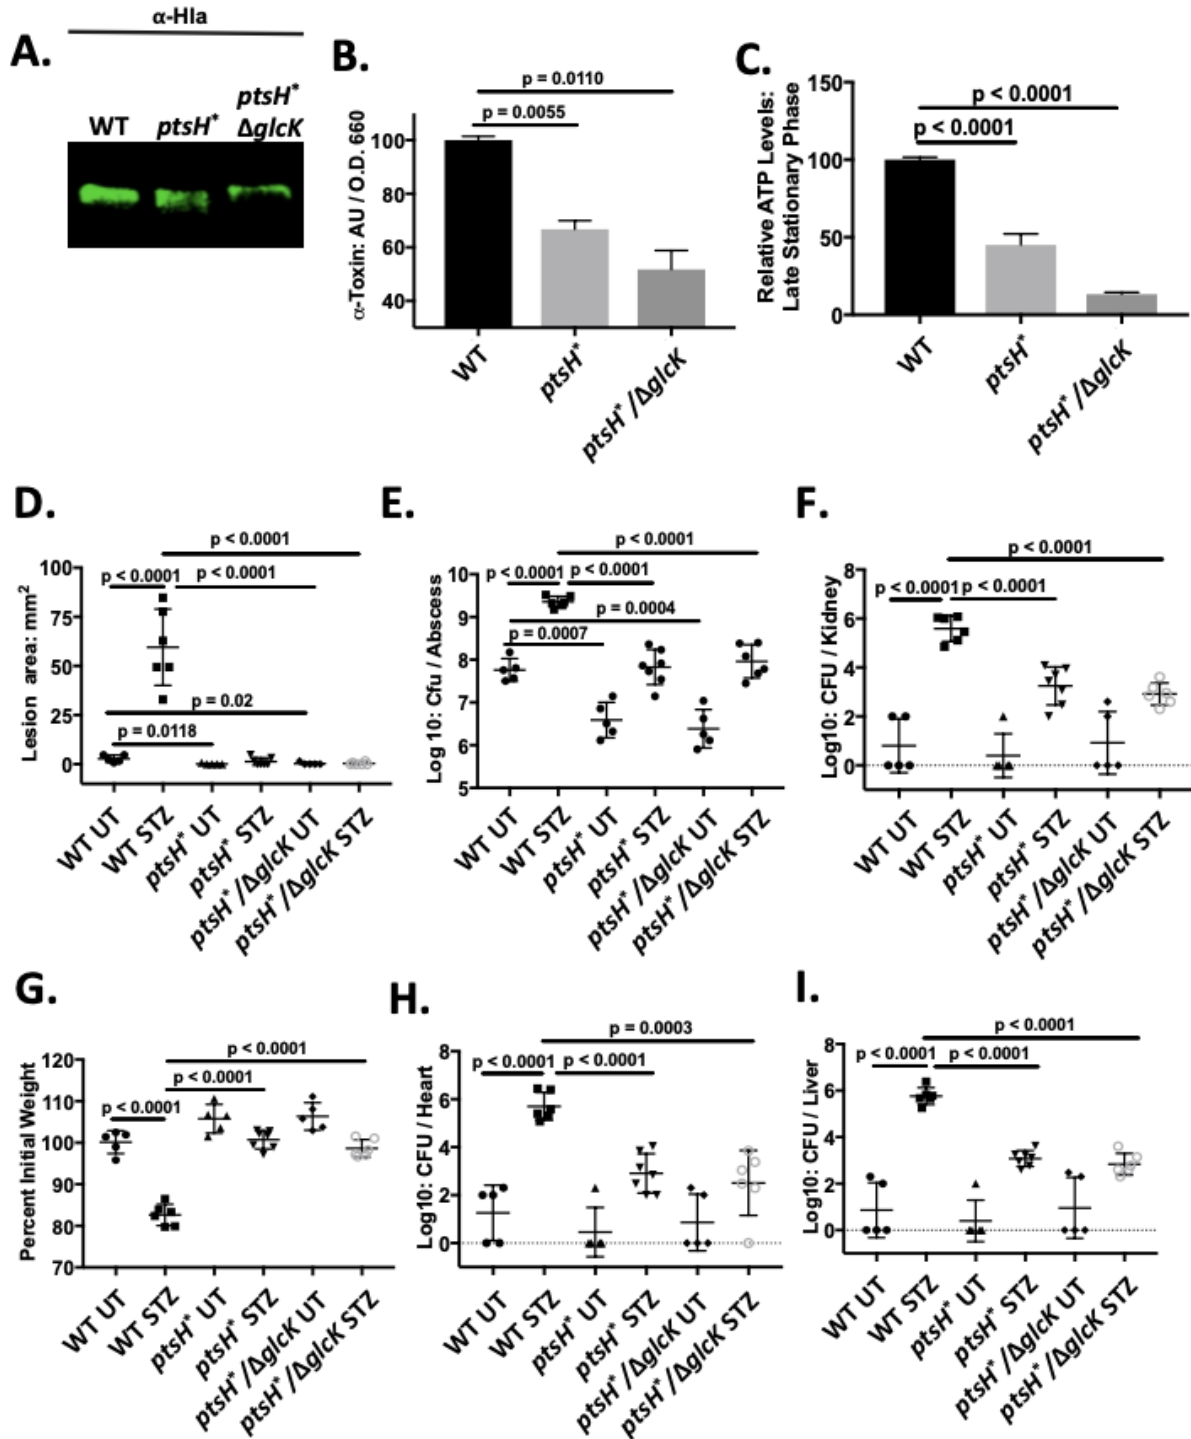 α-Hla
A.
WT
ptsH*
ptsH*
ΔglcK
B.
p = 0.0110
p = 0.0055
α-Toxin: AU / O.D. 660
100
80
60
40
WT
ptsH*
ptsH*/ΔglcK
C.
p < 0.0001
p < 0.0001
Relative ATP Levels:
Late Stationary Phase
150
100
50
0
WT
ptsH*
ptsH*/ΔglcK
D.
p < 0.0001
p < 0.0001
p < 0.0001
p = 0.02
p = 0.0118
Lesion area: mm²
100
75
50
25
0
WT UT
WT STZ
ptsH* UT
ptsH* STZ
ptsH*/ΔglcK UT
ptsH*/ΔglcK STZ
E.
p < 0.0001
p < 0.0001
p < 0.0001
p = 0.0004
p = 0.0007
Log 10: Cfu / Abscess
10
9
8
7
6
5
WT UT
WT STZ
ptsH* UT
ptsH* STZ
ptsH*/ΔglcK UT
ptsH*/ΔglcK STZ
F.
p < 0.0001
p < 0.0001
p < 0.0001
Log10: CFU / Kidney
8
6
4
2
0
WT UT
WT STZ
ptsH* UT
ptsH* STZ
ptsH*/ΔglcK UT
ptsH*/ΔglcK STZ
G.
p < 0.0001
p < 0.0001
p < 0.0001
Percent Initial Weight
120
110
100
90
80
70
WT UT
WT STZ
ptsH* UT
ptsH* STZ
ptsH*/ΔglcK UT
ptsH*/ΔglcK STZ
H.
p = 0.0003
p < 0.0001
p < 0.0001
Log10: CFU / Heart
8
6
4
2
0
WT UT
WT STZ
ptsH* UT
ptsH* STZ
ptsH*/ΔglcK UT
ptsH*/ΔglcK STZ
I.
p < 0.0001
p < 0.0001
p < 0.0001
Log10: CFU / Liver
8
6
4
2
0
WT UT
WT STZ
ptsH* UT
ptsH* STZ
ptsH*/ΔglcK UT
ptsH*/ΔglcK STZ